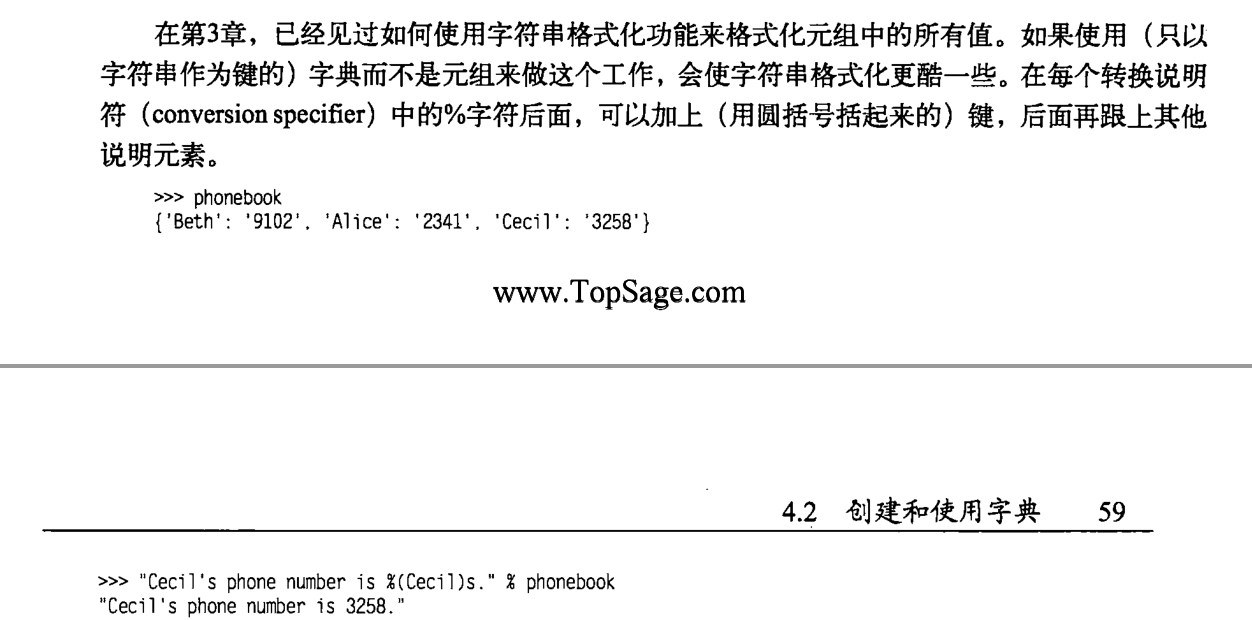 在第3章，已经见过如何使用字符串格式化功能来格式化元组中的所有值。如果使用（只以
字符串作为键的）字典而不是元组来做这个工作，会使字符串格式化更酷一些。在每个转换说明
符（conversion specifier）中的%字符后面，可以加上（用圆括号括起来的）键，后面再跟上其他
说明元素。
>>> phonebook
{'Beth': '9102', 'Alice': '2341', 'Cecil': '3258'}
www.TopSage.com
4.2 创建和使用字典 59
>>> "Cecil's phone number is %(Cecil)s." % phonebook
"Cecil's phone number is 3258."